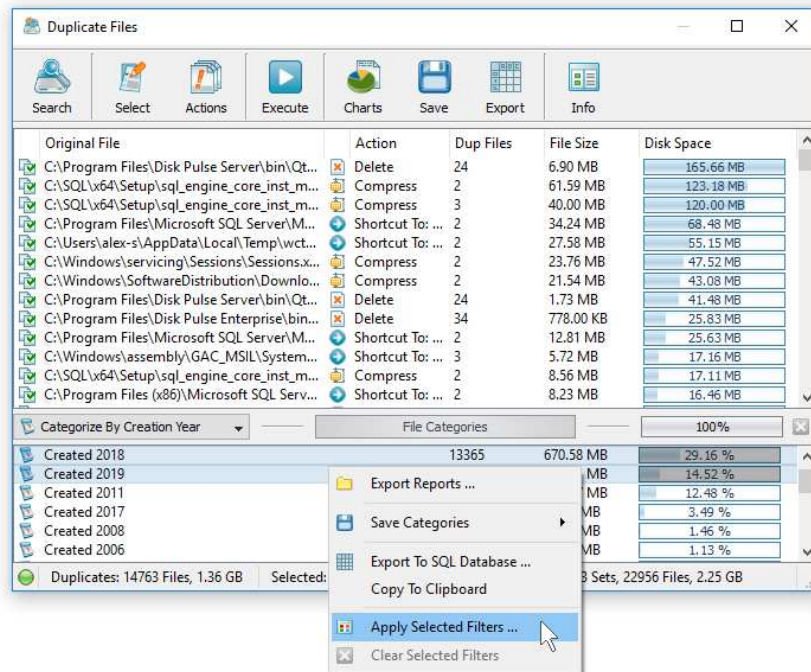 Duplicate Files
Search Select Actions Execute Charts Save Export Info
Original File Action Dup Files File Size Disk Space
C:\Program Files\Disk Pulse Server\bin\Qt... Delete 24 6.90 MB 165.66 MB
C:\SQL\x64\Setup\sql_engine_core_inst_m... Compress 2 61.59 MB 123.18 MB
C:\SQL\x64\Setup\sql_engine_core_inst_m... Compress 3 40.00 MB 120.00 MB
C:\Program Files\Microsoft SQL Server\M... Shortcut To: ... 2 34.24 MB 68.48 MB
C:\Users\alex-s\AppData\Local\Temp\wct... Shortcut To: ... 2 27.58 MB 55.15 MB
C:\Windows\servicing\Sessions\Sessions.x... Compress 2 23.76 MB 47.52 MB
C:\Windows\SoftwareDistribution\Downlo... Compress 2 21.54 MB 43.08 MB
C:\Program Files\Disk Pulse Server\bin\Qt... Delete 24 1.73 MB 41.48 MB
C:\Program Files\Disk Pulse Enterprise\bin... Delete 34 778.00 KB 25.83 MB
C:\Program Files\Microsoft SQL Server\M... Shortcut To: ... 2 12.81 MB 25.63 MB
C:\Windows\assembly\GAC_MSIL\System... Shortcut To: ... 3 5.72 MB 17.16 MB
C:\SQL\x64\Setup\sql_engine_core_inst_m... Compress 2 8.56 MB 17.11 MB
C:\Program Files (x86)\Microsoft SQL Serv... Shortcut To: ... 2 8.23 MB 16.46 MB
Categorize By Creation Year File Categories 100%
Created 2018 13365 670.58 MB 29.16 %
Created 2019 MB 14.52 %
Created 2011 MB 12.48 %
Created 2017 MB 3.49 %
Created 2008 MB 1.46 %
Created 2006 MB 1.13 %
Export Reports ...
Save Categories
Export To SQL Database ...
Copy To Clipboard
Apply Selected Filters ...
Clear Selected Filters
Duplicates: 14763 Files, 1.36 GB Selected: Sets, 22956 Files, 2.25 GB